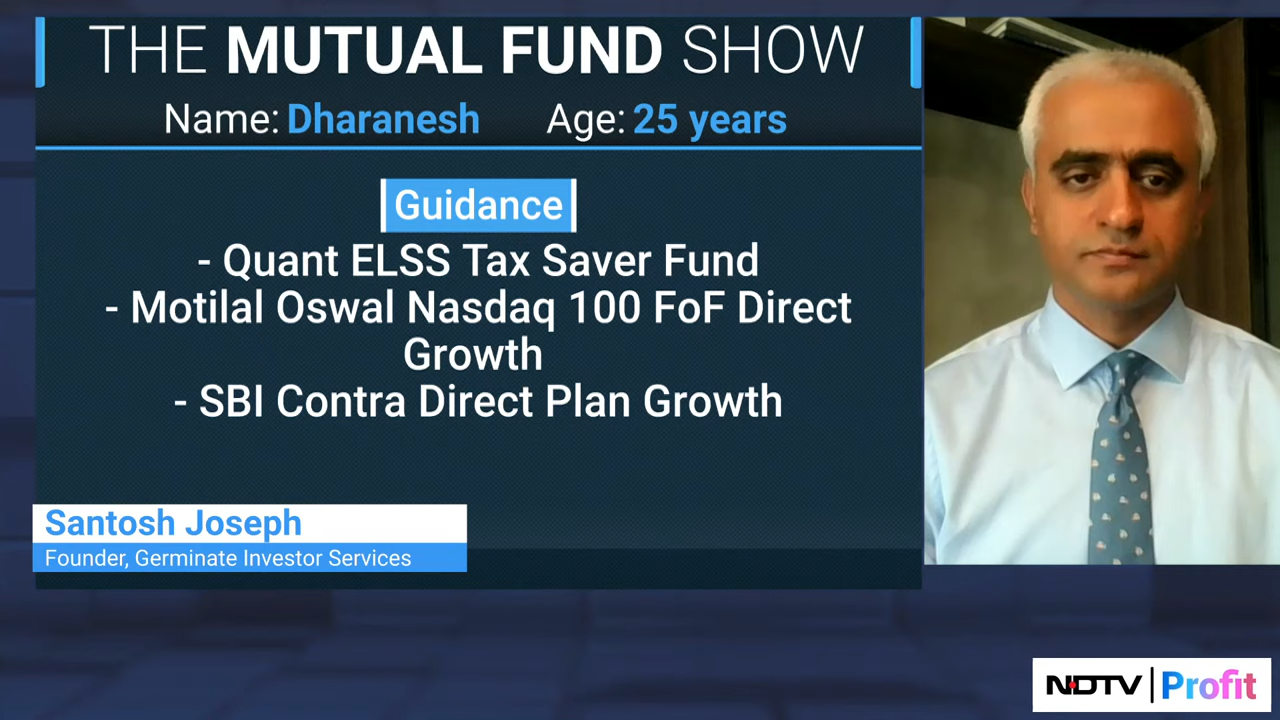 THE MUTUAL FUND SHOW
Name: Dharanesh Age: 25 years
Guidance
- Quant ELSS Tax Saver Fund
- Motilal Oswal Nasdaq 100 FoF Direct
Growth
- SBI Contra Direct Plan Growth
Santosh Joseph
Founder, Germinate Investor Services
NDTV Profit